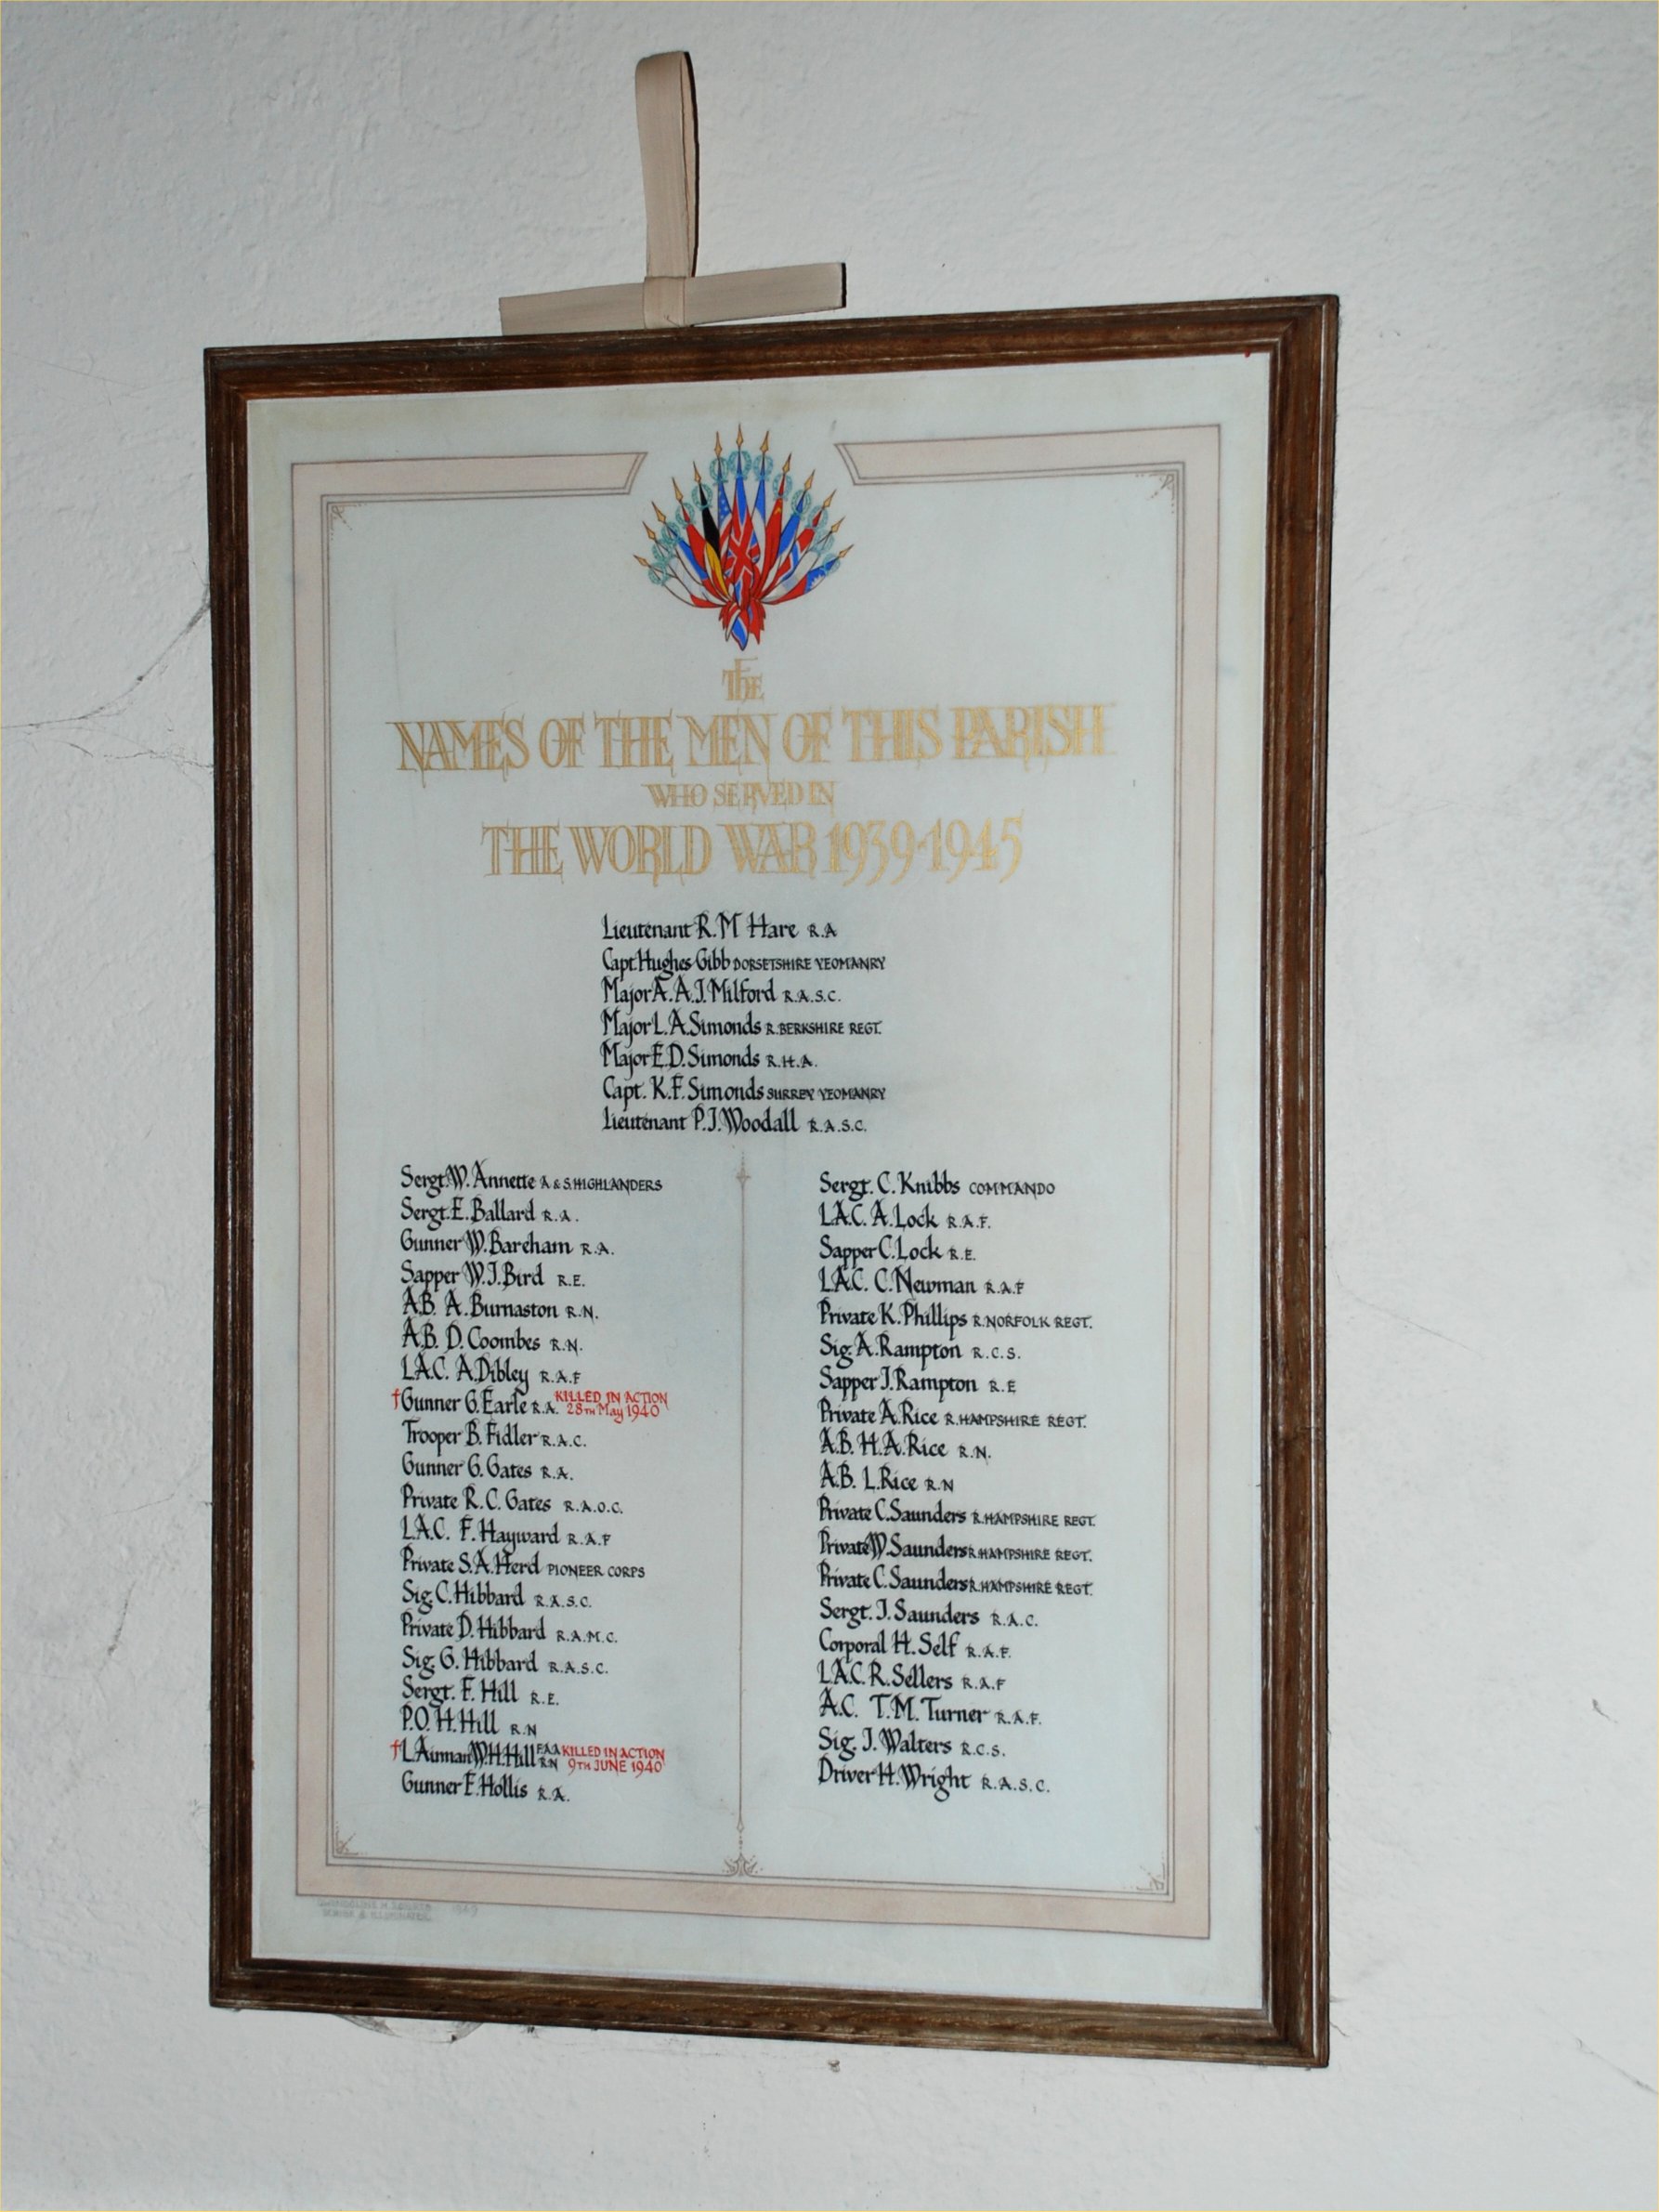 The
NAMES OF THE MEN OF THIS PARISH
WHO SERVED IN
THE WORLD WAR 1939-1945
Lieutenant R. M Hare R.A
Capt. Hughes Gibb DORSETSHIRE YEOMANRY
Major A. A. J. Milford R.A.S.C.
Major L. A. Simonds R. BERKSHIRE REGT.
Major E. D. Simonds R.H.A.
Capt. K. F. Simonds SURREY YEOMANRY
Lieutenant P. J. Woodall R.A.S.C.
Sergt. W. Annette A & S. HIGHLANDERS
Sergt. E. Ballard R.A.
Gunner W. Bareham R.A.
Sapper W. J. Bird R.E.
A.B. A. Burnaston R.N.
A.B. D. Coombes R.N.
L.A.C. A. Dibley R.A.F
†Gunner G. Earle R.A. KILLED IN ACTION 28TH May 1940
Trooper B. Fidler R.A.C.
Gunner G. Gates R.A.
Private R. C. Gates R.A.O.C.
L.A.C. F. Hayward R.A.F
Private S. A. Herd PIONEER CORPS
Sig. C. Hibbard R.A.S.C.
Private D. Hibbard R.A.M.C.
Sig. G. Hibbard R.A.S.C.
Sergt. F. Hill R.E.
P.O. H. Hill R.N
†L Airman W. H. Hill FAA RN KILLED IN ACTION 9TH JUNE 1940
Gunner F. Hollis R.A.
Sergt. C. Knibbs COMMANDO
L.A.C. A. Lock R.A.F.
Sapper C. Lock R.E.
L.A.C. C. Newman R.A.F
Private K. Phillips R. NORFOLK REGT.
Sig. A. Rampton R.C.S.
Sapper J. Rampton R.E
Private A. Rice R. HAMPSHIRE REGT.
A.B. H. A. Rice R.N.
A.B. L. Rice R.N
Private C. Saunders R. HAMPSHIRE REGT.
Private W. Saunders R. HAMPSHIRE REGT.
Private C. Saunders R. HAMPSHIRE REGT.
Sergt. J. Saunders R.A.C.
Corporal H. Self R.A.F.
L.A.C. R. Sellers R.A.F
A.C. T. M. Turner R.A.F.
Sig. J. Walters R.C.S.
Driver H. Wright R.A.S.C.